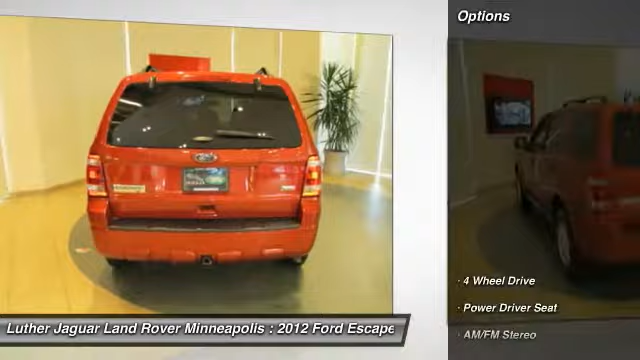 Options
4 Wheel Drive
Power Driver Seat
AM/FM Stereo
Luther Jaguar Land Rover Minneapolis : 2012 Ford Escape